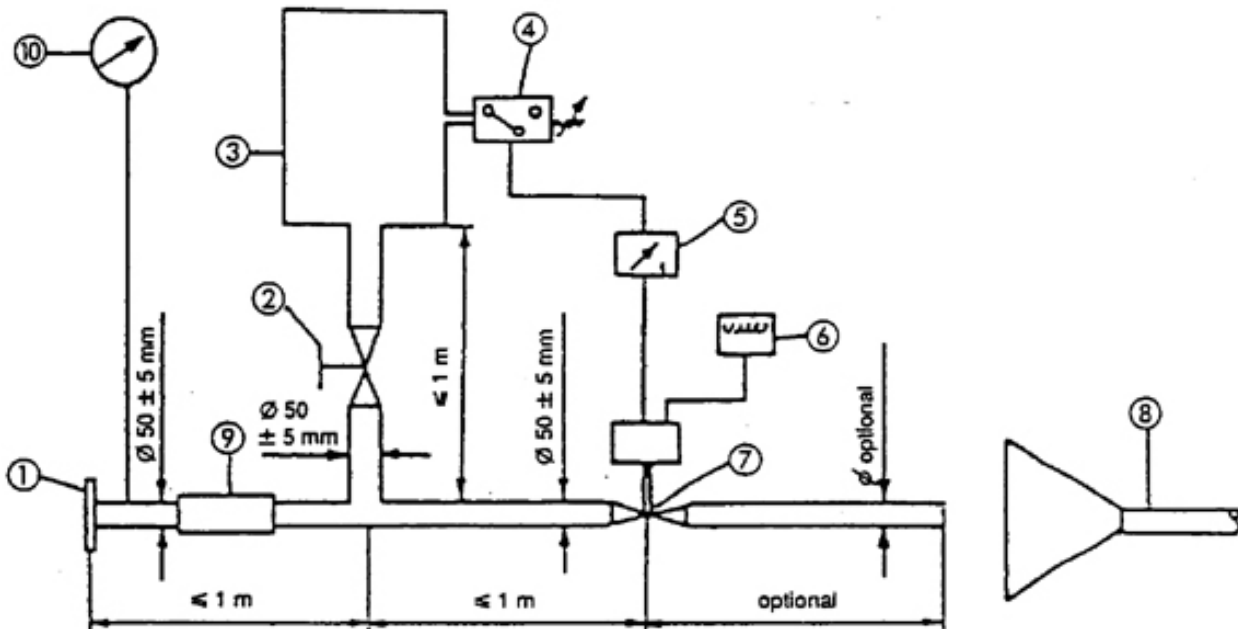 10
4
3
5
2
6
Ø 50 ± 5 mm
≤ 1 m
Ø 50
± 5 mm
Ø 50 ± 5 mm
Ø optional
8
9
7
1
≤ 1 m
≤ 1 m
optional